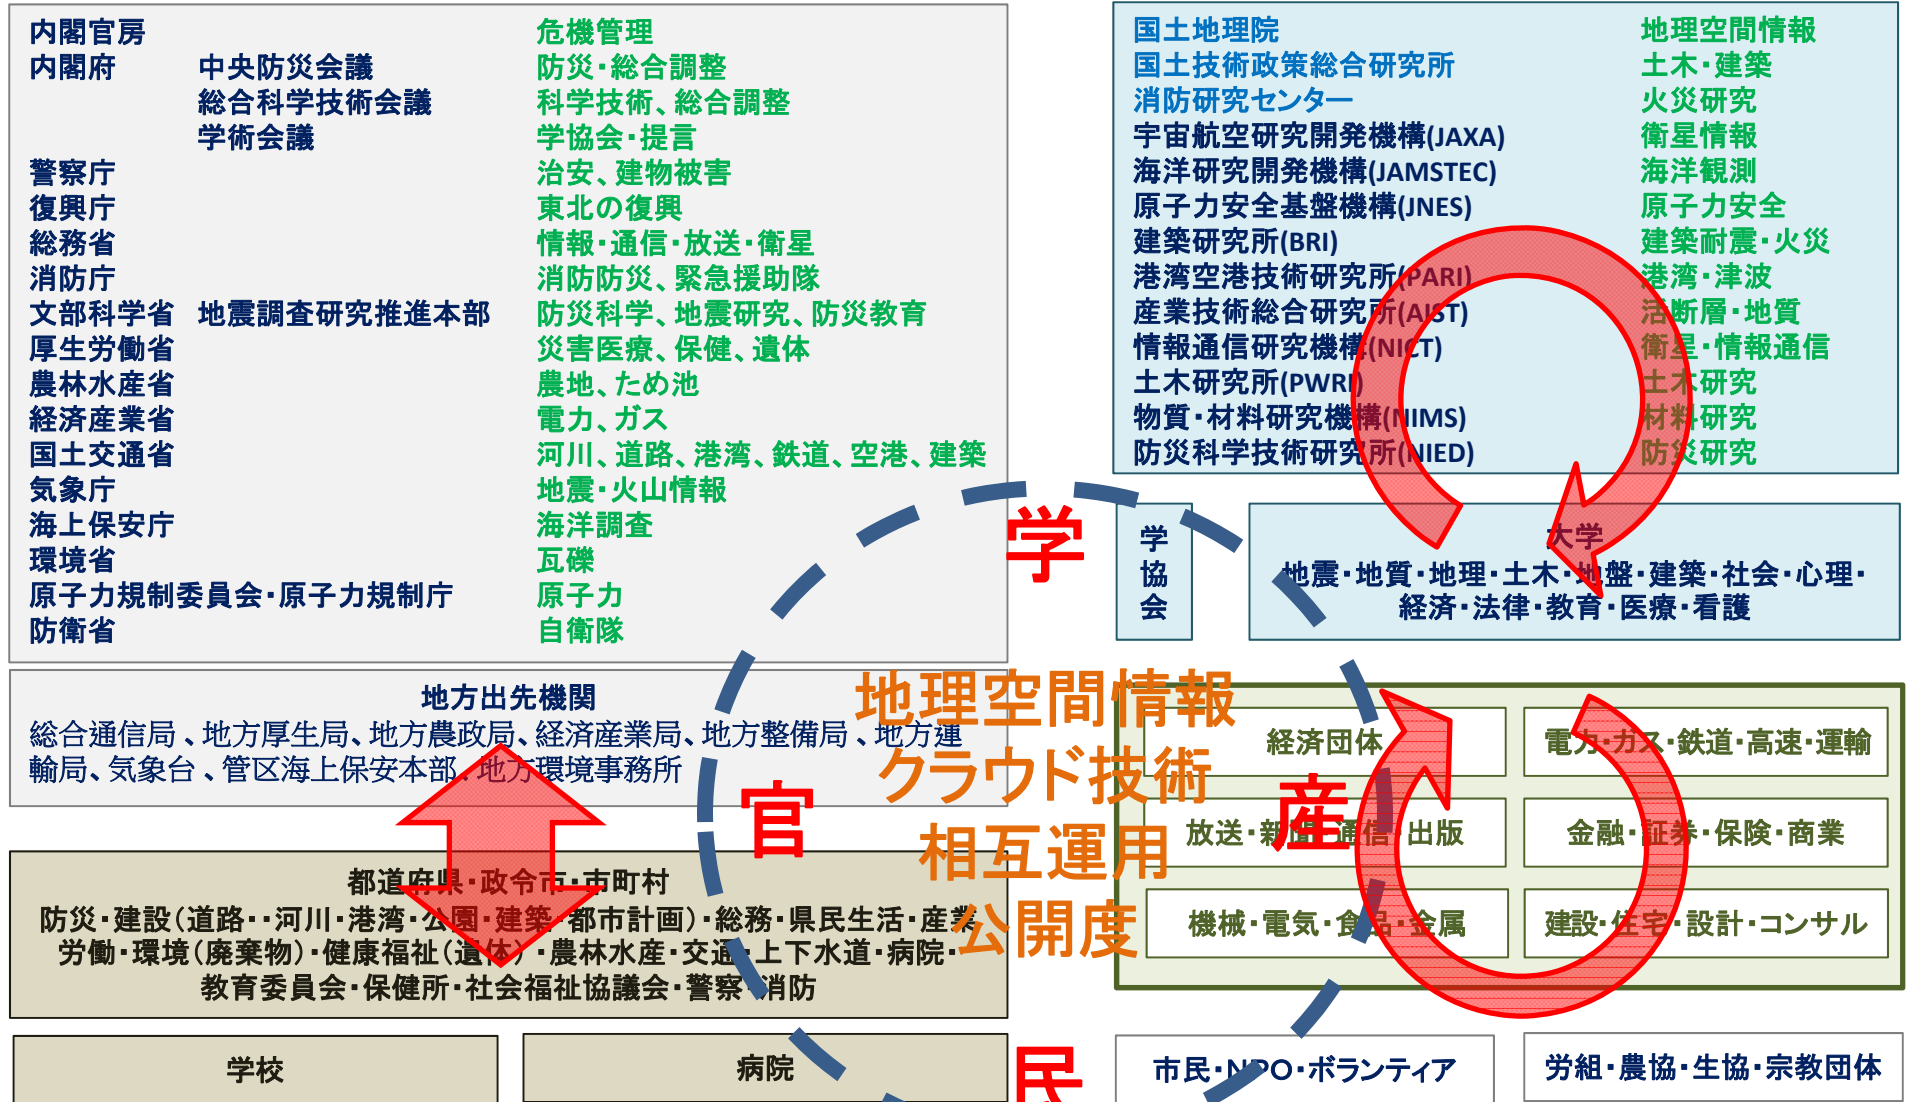 内閣官房 危機管理
内閣府 中央防災会議 防災・総合調整
総合科学技術会議 科学技術、総合調整
学術会議 学協会・提言
警察庁 治安、建物被害
復興庁 東北の復興
総務省 情報・通信・放送・衛星
消防庁 消防防災、緊急援助隊
文部科学省 地震調査研究推進本部 防災科学、地震研究、防災教育
厚生労働省 災害医療、保健、遺体
農林水産省 農地、ため池
経済産業省 電力、ガス
国土交通省 河川、道路、港湾、鉄道、空港、建築
気象庁 地震・火山情報
海上保安庁 海洋調査
環境省 瓦礫
原子力規制委員会・原子力規制庁 原子力
防衛省 自衛隊
国土地理院 地理空間情報
国土技術政策総合研究所 土木・建築
消防研究センター 火災研究
宇宙航空研究開発機構(JAXA) 衛星情報
海洋研究開発機構(JAMSTEC) 海洋観測
原子力安全基盤機構(JNES) 原子力安全
建築研究所(BRI) 建築耐震・火災
港湾空港技術研究所(PARI) 港湾・津波
産業技術総合研究所(AIST) 活断層・地質
情報通信研究機構(NICT) 衛星・情報通信
土木研究所(PWRI) 土木研究
物質・材料研究機構(NIMS) 材料研究
防災科学技術研究所(NIED) 防災研究
学
学
協
会
大学
地震・地質・地理・土木・地盤・建築・社会・心理・
経済・法律・教育・医療・看護
地方出先機関
総合通信局、地方厚生局、地方農政局、経済産業局、地方整備局、地方運
輸局、気象台、管区海上保安本部、地方環境事務所
官
地理空間情報
クラウド技術
相互運用
公開度
産
経済団体
電力・ガス・鉄道・高速・運輸
放送・新聞・通信・出版
金融・証券・保険・商業
機械・電気・食品・金属
建設・住宅・設計・コンサル
都道府県・政令市・市町村
防災・建設（道路・・河川・港湾・公園・建築・都市計画）・総務・県民生活・産業
労働・環境（廃棄物）・健康福祉（遺体）・農林水産・交通・上下水道・病院・
教育委員会・保健所・社会福祉協議会・警察・消防
学校
病院
民
市民・NPO・ボランティア
労組・農協・生協・宗教団体